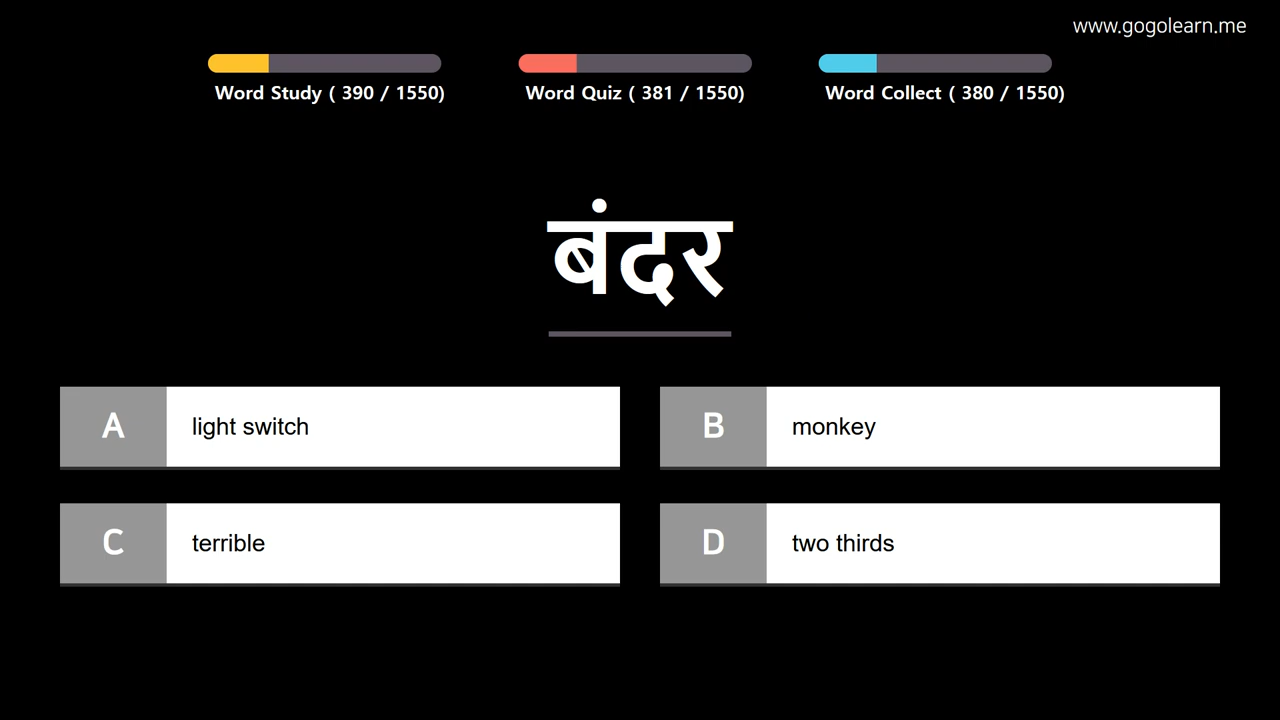 www.gogolearn.me
Word Study ( 390 / 1550)
Word Quiz ( 381 / 1550)
Word Collect ( 380 / 1550)
बंदर
A light switch
B monkey
C terrible
D two thirds